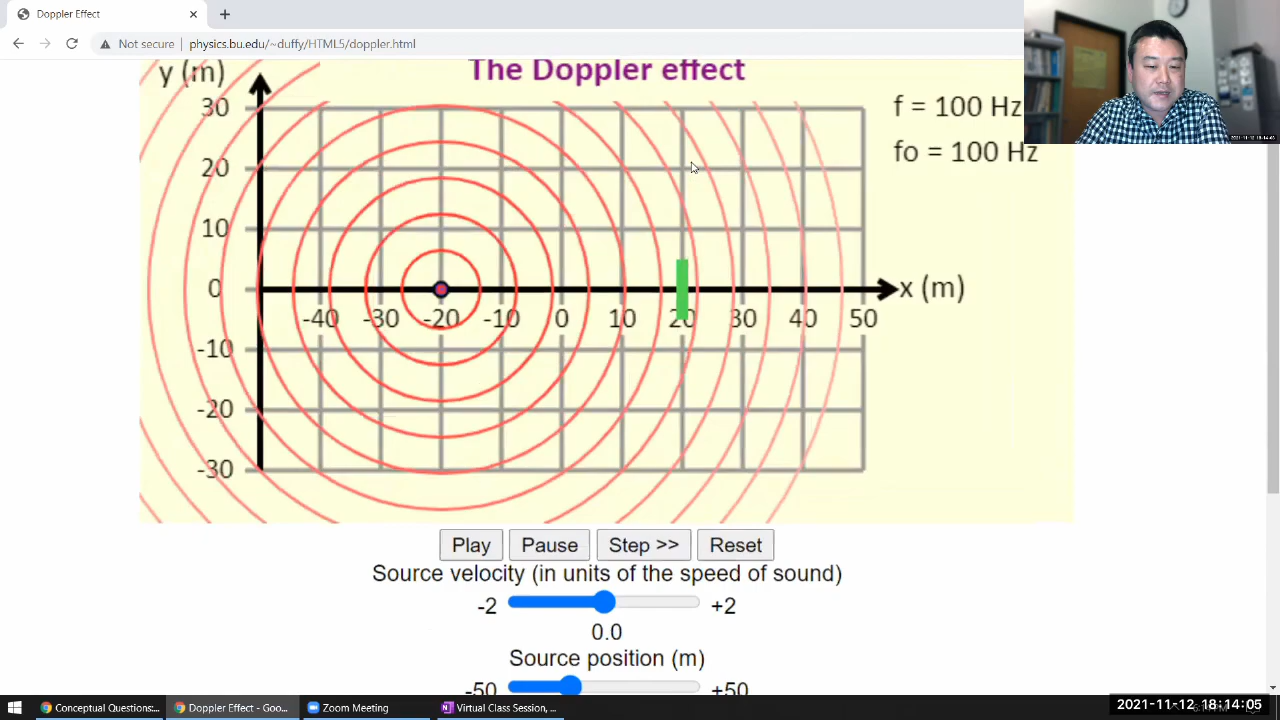 Doppler Effect
Not secure physics.bu.edu/~duffy/HTML5/doppler.html
y (m)
The Doppler effect
f = 100 Hz
fo = 100 Hz
30
20
10
0
-10
-20
-30
-40 -30 -20 -10 0 10 20 30 40 50
x (m)
Play Pause Step >> Reset
Source velocity (in units of the speed of sound)
-2 +2
0.0
Source position (m)
-50 +50
Conceptual Questions:... Doppler Effect - Goo... Zoom Meeting Virtual Class Session, ...
2021-11-12 18:14:05